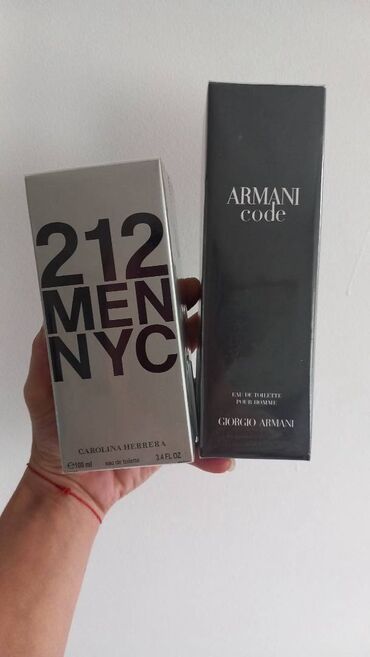 212
MEN
NYC
CAROLINA HERRERA
℮100 ml eau de toilette 3.4 FL OZ
ARMANI
code
EAU DE TOILETTE
POUR HOMME
GIORGIO ARMANI